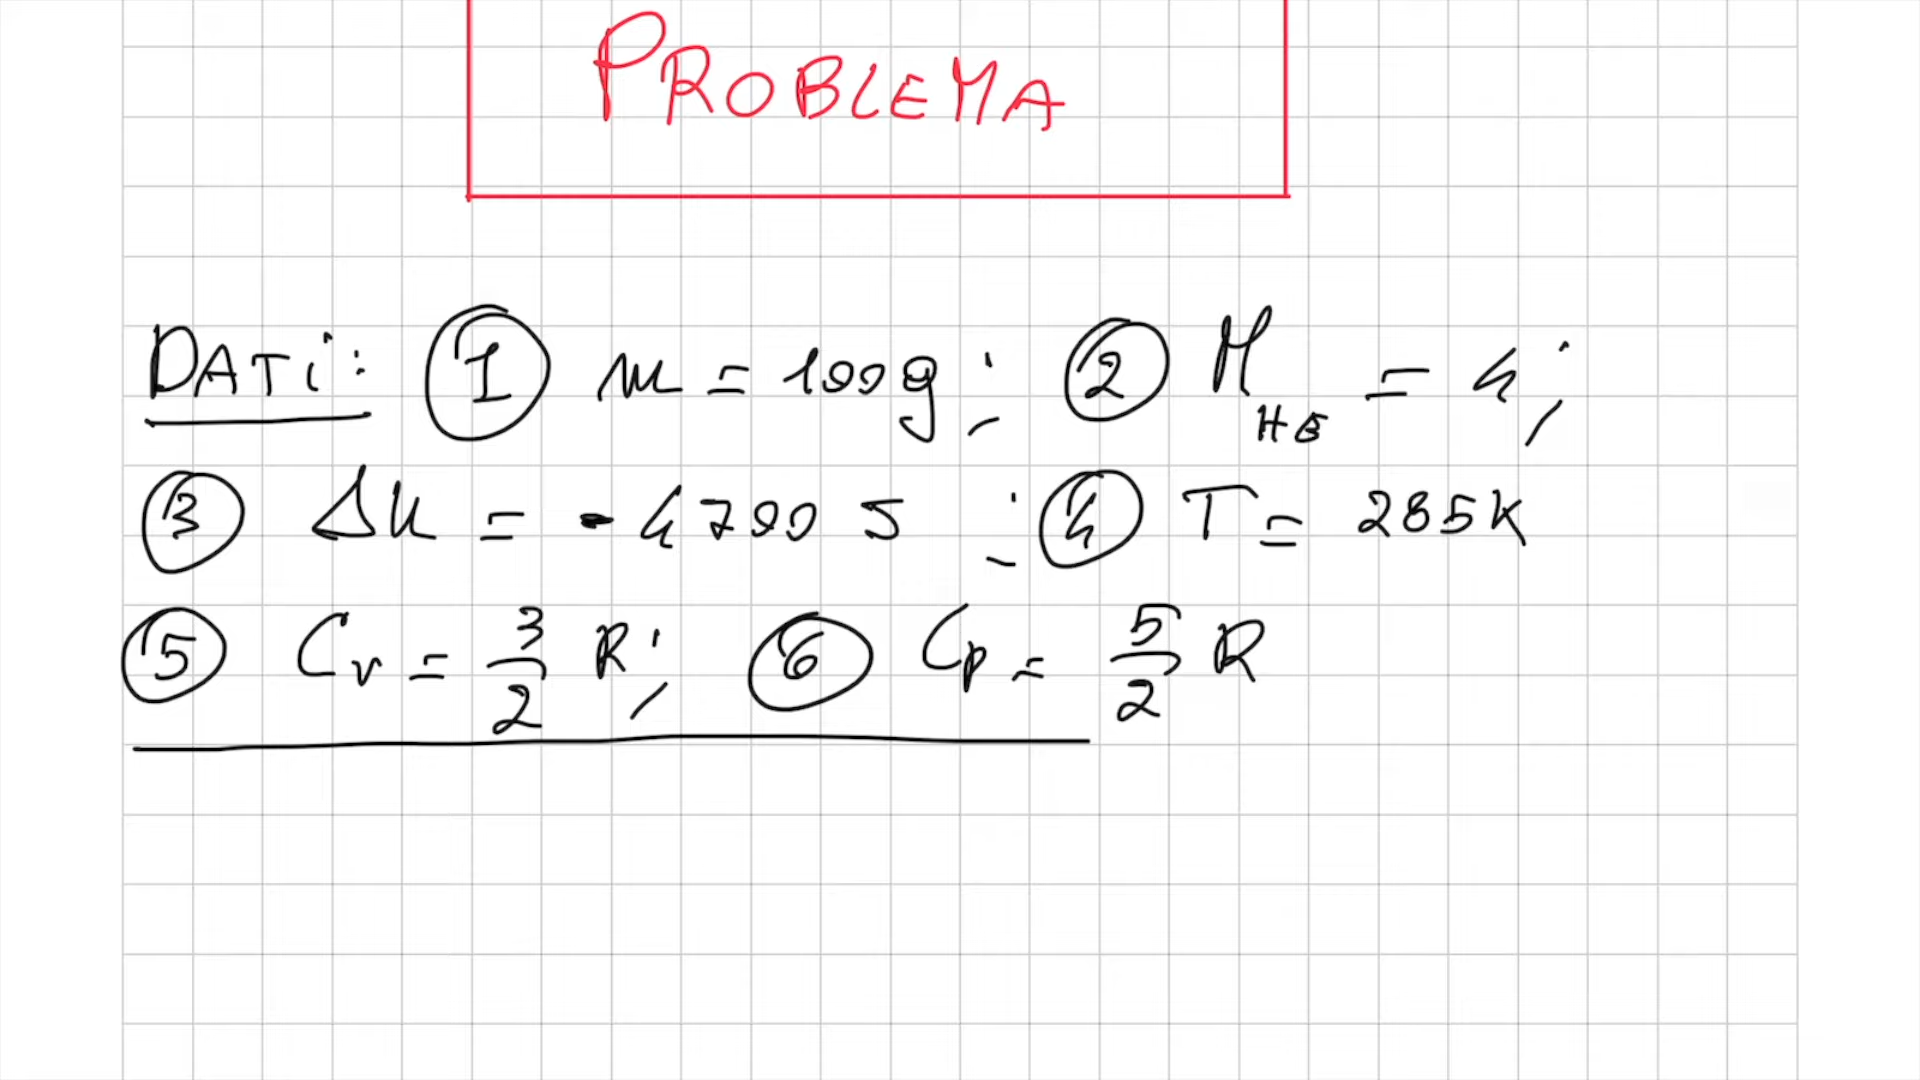 PROBLEMA
DATi: 1 m = 100g; 2 M HE = 4;
3 ΔU = -4700 J; 4 T = 285K
5 Cv = 3/2 R; 6 Cp = 5/2 R